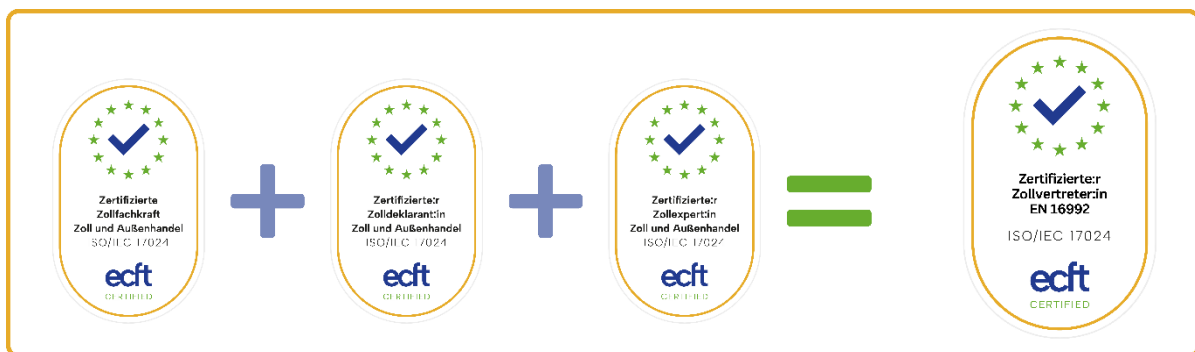 Zertifizierte
Zollfachkraft
Zoll und Außenhandel
ISO/IEC 17024
ecft
CERTIFIED
Zertifizierte:r
Zolldeklarant:in
Zoll und Außenhandel
ISO/IEC 17024
ecft
CERTIFIED
Zertifizierte:r
Zollexpert:in
Zoll und Außenhandel
ISO/IEC 17024
ecft
CERTIFIED
Zertifizierte:r
Zollvertreter:in
EN 16992
ISO/IEC 17024
ecft
CERTIFIED